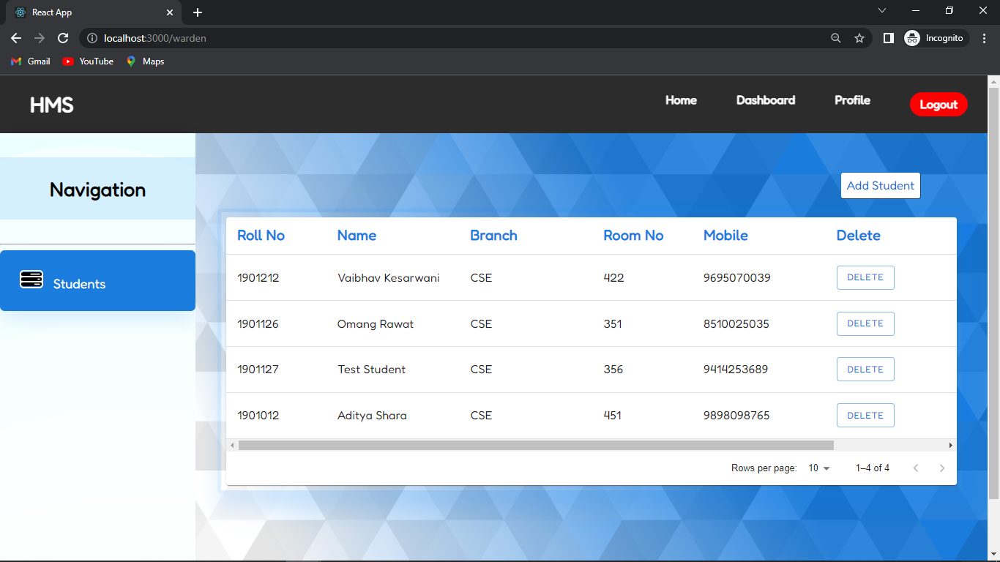 React App
localhost:3000/warden
Incognito
Gmail YouTube Maps
HMS Home Dashboard Profile Logout
Navigation
Students
Add Student
Roll No Name Branch Room No Mobile Delete
1901212 Vaibhav Kesarwani CSE 422 9695070039 DELETE
1901126 Omang Rawat CSE 351 8510025035 DELETE
1901127 Test Student CSE 356 9414253689 DELETE
1901012 Aditya Shara CSE 451 9898098765 DELETE
Rows per page: 10 1–4 of 4